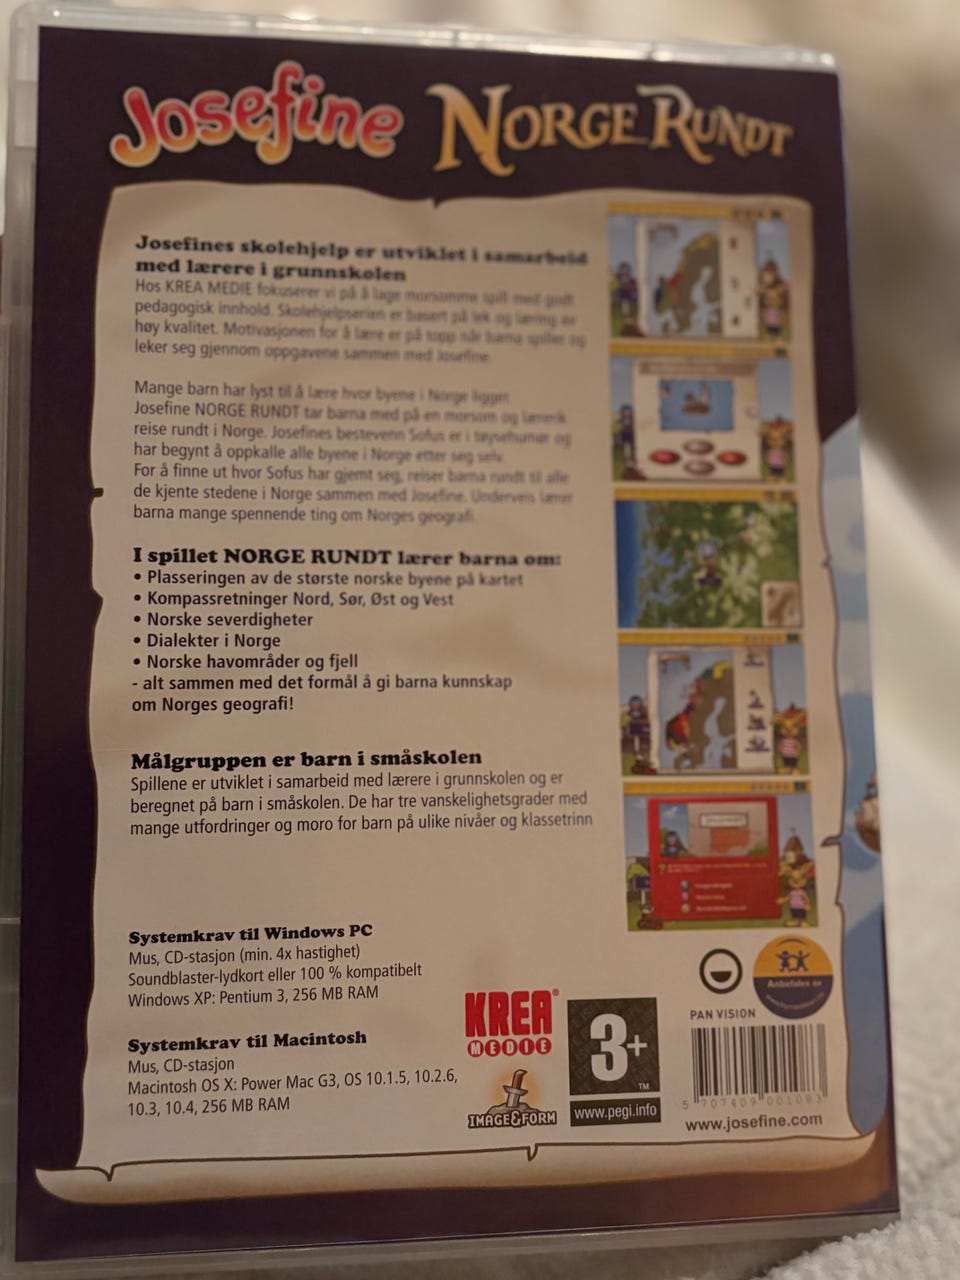 Josefine NORGE RUNDT
Josefines skolehjelp er utviklet i samarbeid
med lærere i grunnskolen
Hos KREA MEDIE fokuserer vi på å lage morsomme spill med godt
pedagogisk innhold. Skolehjelpserien er basert på lek og læring av
høy kvalitet. Motivasjonen for å lære er på topp når barna spiller og
leker seg gjennom oppgavene sammen med Josefine.
Mange barn har lyst til å lære hvor byene i Norge ligger.
Josefine NORGE RUNDT tar barna med på en morsom og lærerik
reise rundt i Norge. Josefines bestevenn Sofus er i tøysehumør og
har begynt å oppkalle alle byene i Norge etter seg selv.
For å finne ut hvor Sofus har gjemt seg, reiser barna rundt til alle
de kjente stedene i Norge sammen med Josefine. Underveis lærer
barna mange spennende ting om Norges geografi.
I spillet NORGE RUNDT lærer barna om:
• Plasseringen av de største norske byene på kartet
• Kompassretninger Nord, Sør, Øst og Vest
• Norske severdigheter
• Dialekter i Norge
• Norske havområder og fjell
- alt sammen med det formål å gi barna kunnskap
om Norges geografi!
Målgruppen er barn i småskolen
Spillene er utviklet i samarbeid med lærere i grunnskolen og er
beregnet på barn i småskolen. De har tre vanskelighetsgrader med
mange utfordringer og moro for barn på ulike nivåer og klassetrinn
Systemkrav til Windows PC
Mus, CD-stasjon (min. 4x hastighet)
Soundblaster-lydkort eller 100 % kompatibelt
Windows XP: Pentium 3, 256 MB RAM
Systemkrav til Macintosh
Mus, CD-stasjon
Macintosh OS X: Power Mac G3, OS 10.1.5, 10.2.6,
10.3, 10.4, 256 MB RAM
KREA®
MEDIE
IMAGE&FORM
3+
TM
www.pegi.info
PAN VISION
Anbefales av
5 707409 001083
www.josefine.com